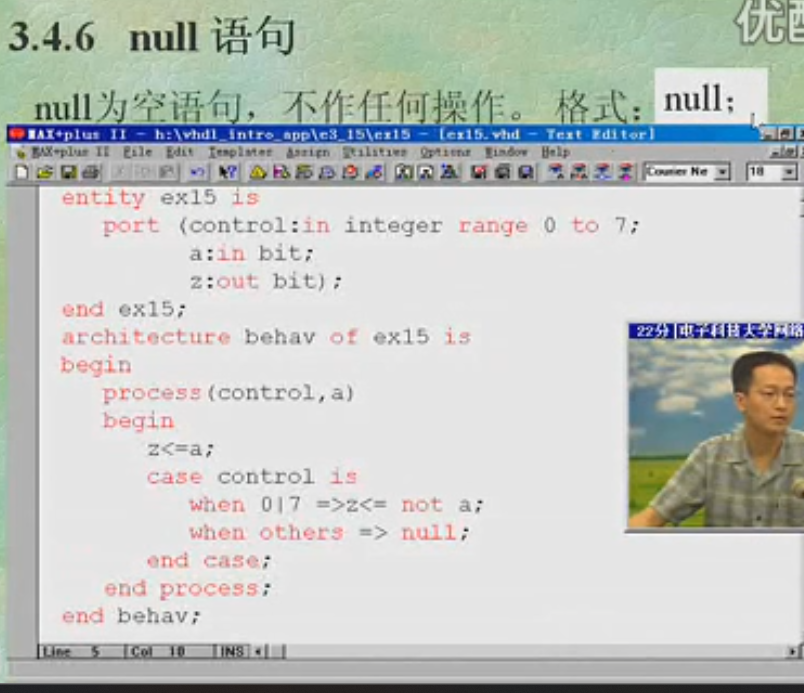 优酷
3.4.6 null 语句
null为空语句，不作任何操作。 格式： null；
MAX+plus II - h:\vhdl_intro_app\e3_15\ex15 - [ex15.vhd - Text Editor]
MAX+plus II File Edit Templates Assign Utilities Options Window Help
Courier Ne 18
entity ex15 is
port (control:in integer range 0 to 7;
a:in bit;
z:out bit);
end ex15;
architecture behav of ex15 is
begin
process(control,a)
begin
z<=a;
case control is
when 0|7 =>z<= not a;
when others => null;
end case;
end process;
end behav;
22分 电子科技大学网络
Line 5 Col 18 INS